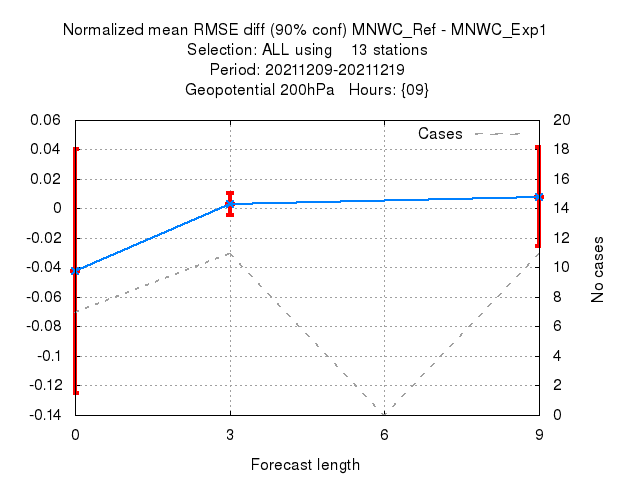 Normalized mean RMSE diff (90% conf) MNWC_Ref - MNWC_Exp1
Selection: ALL using    13 stations
Period: 20211209-20211219
Geopotential 200hPa   Hours: {09}
Cases
0.06
0.04
0.02
0
-0.02
-0.04
-0.06
-0.08
-0.1
-0.12
-0.14
20
18
16
14
12
10
8
6
4
2
0
No cases
0 3 6 9
Forecast length